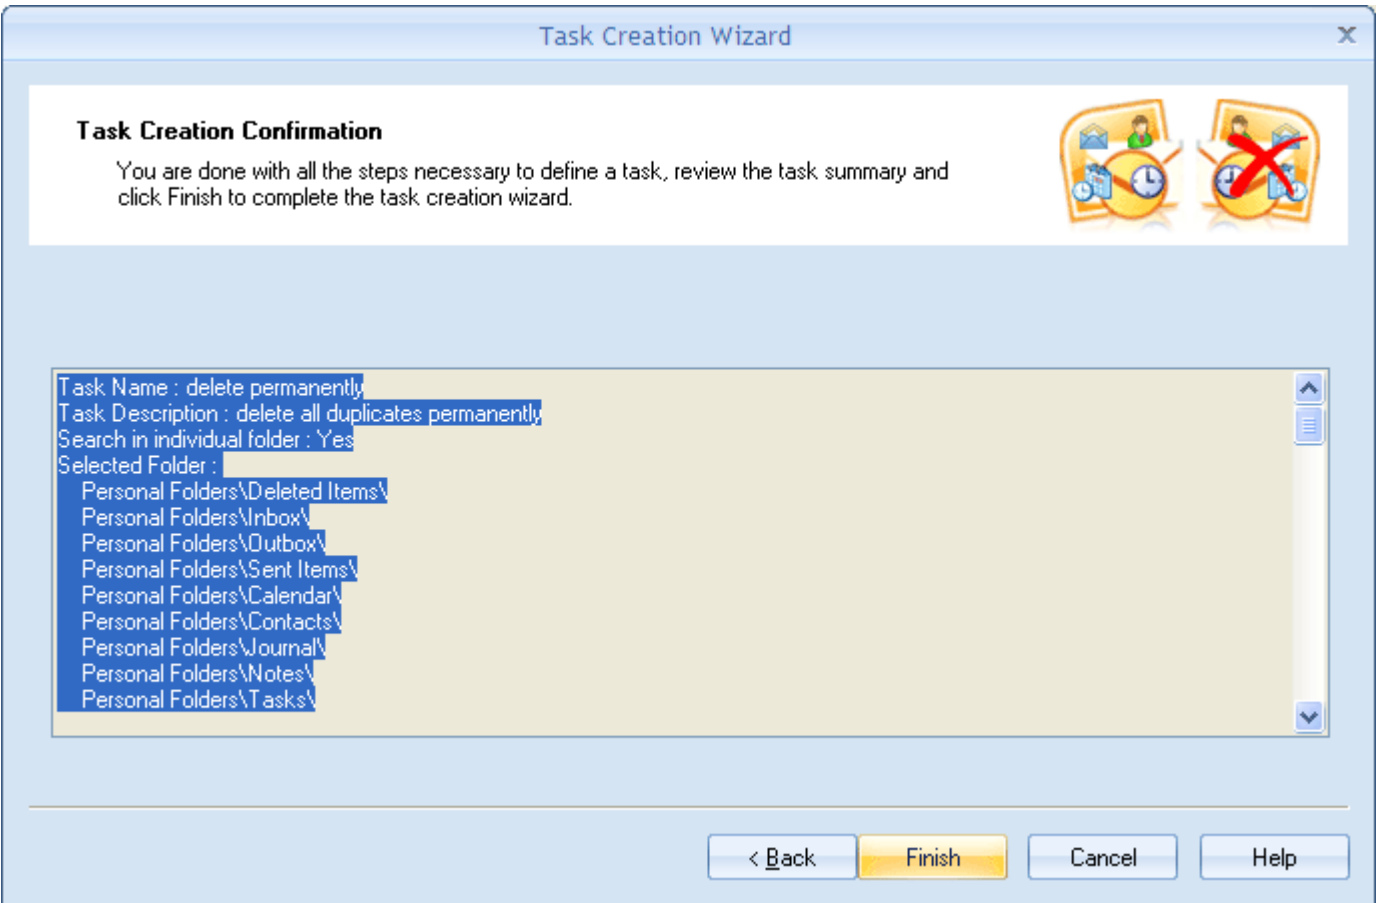 Task Creation Wizard
Task Creation Confirmation
You are done with all the steps necessary to define a task, review the task summary and
click Finish to complete the task creation wizard.
Task Name : delete permanently
Task Description : delete all duplicates permanently
Search in individual folder : Yes
Selected Folder :
Personal Folders\Deleted Items\
Personal Folders\Inbox\
Personal Folders\Outbox\
Personal Folders\Sent Items\
Personal Folders\Calendar\
Personal Folders\Contacts\
Personal Folders\Journal\
Personal Folders\Notes\
Personal Folders\Tasks\
< Back Finish Cancel Help